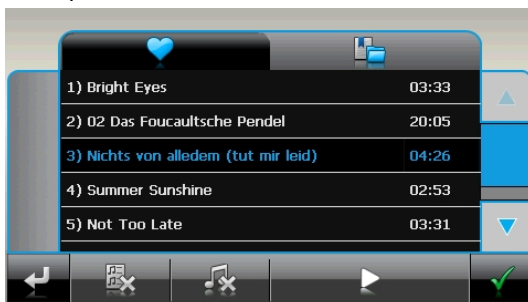 1) Bright Eyes 03:33
2) 02 Das Foucaultsche Pendel 20:05
3) Nichts von alledem (tut mir leid) 04:26
4) Summer Sunshine 02:53
5) Not Too Late 03:31